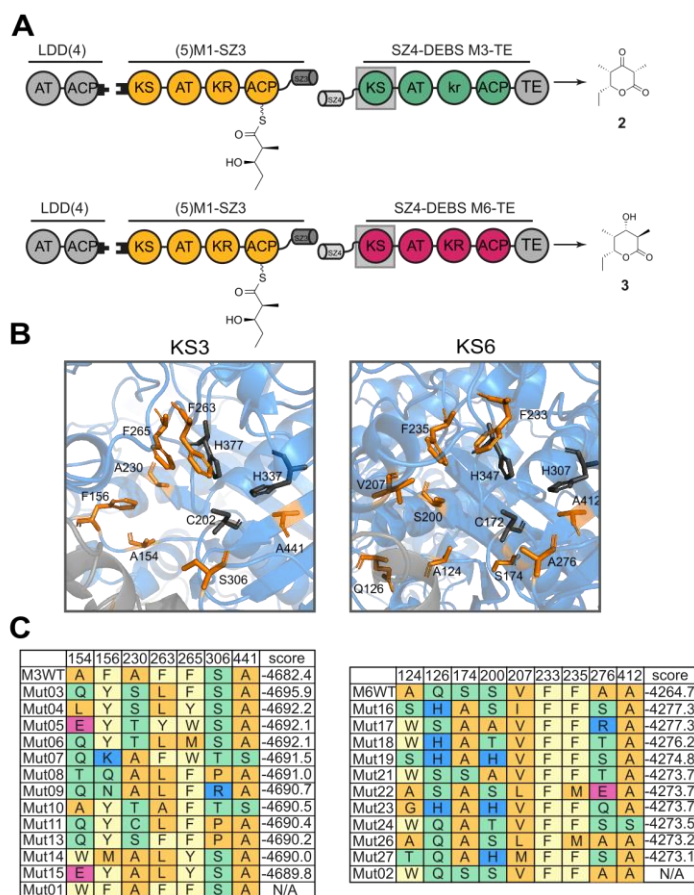 A
LDD(4) (5)M1-SZ3 SZ4-DEBS M3-TE
AT ACP KS AT KR ACP SZ3 SZ4 KS AT kr ACP TE
O
S
HO
O
O
O
2
LDD(4) (5)M1-SZ3 SZ4-DEBS M6-TE
AT ACP KS AT KR ACP SZ3 SZ4 KS AT KR ACP TE
O
S
HO
OH
O
O
3
B
KS3
F263
F265
H377
A230
H337
F156
C202
A441
A154
S306
KS6
F233
F235
H347
H307
V207
A412
S200
C172
A124
S174
A276
Q126
C
154 156 230 263 265 306 441 score
M3WT A F A F F S A -4682.4
Mut03 Q Y S L F S A -4695.9
Mut04 L Y S L F S A -4692.2
Mut05 E Y T Y W S A -4692.1
Mut06 Q Y T L M S A -4692.1
Mut07 Q K A F W T S -4691.5
Mut08 T Q A L F P A -4691.0
Mut09 Q N A L F R A -4690.7
Mut10 A Y T A F T S -4690.5
Mut11 Q Y C L F P A -4690.4
Mut13 Q Y S F F P A -4690.2
Mut14 W M A L Y S A -4690.0
Mut15 E Y A L Y S A -4689.8
Mut01 W F A F F S A N/A
124 126 174 200 207 233 235 276 412 score
M6WT A Q S S V F F A A -4264.7
Mut16 S H A S I F F S A -4277.3
Mut17 W S A A V F F R A -4277.3
Mut18 W H A T V F F T A -4276.2
Mut19 S H A H V F F S A -4274.8
Mut21 W S S A V F F T A -4273.7
Mut22 A S A S V F M E A -4273.7
Mut23 G H A H V F F Q A -4273.7
Mut24 W Q A T V F F S S -4273.5
Mut26 A Q A S L F M A A -4273.2
Mut27 T Q A H M F F S A -4273.1
Mut02 W Q S S V F F A A N/A